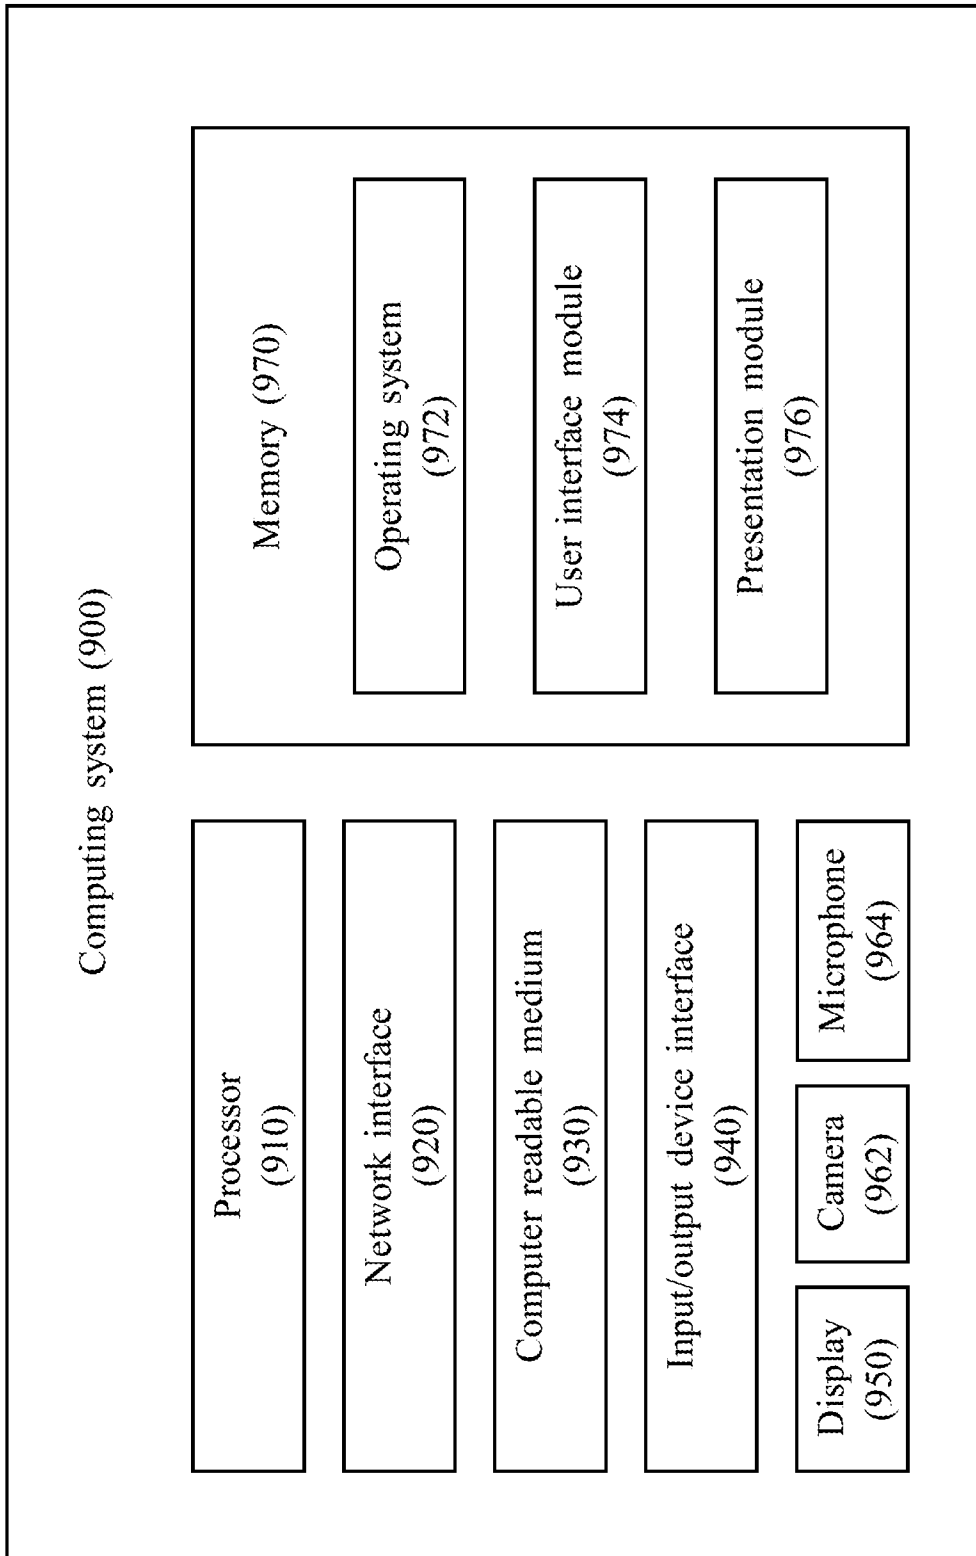 Computing system (900)
Processor
(910)
Network interface
(920)
Computer readable medium
(930)
Input/output device interface
(940)
Display
(950)
Camera
(962)
Microphone
(964)
Memory (970)
Operating system
(972)
User interface module
(974)
Presentation module
(976)